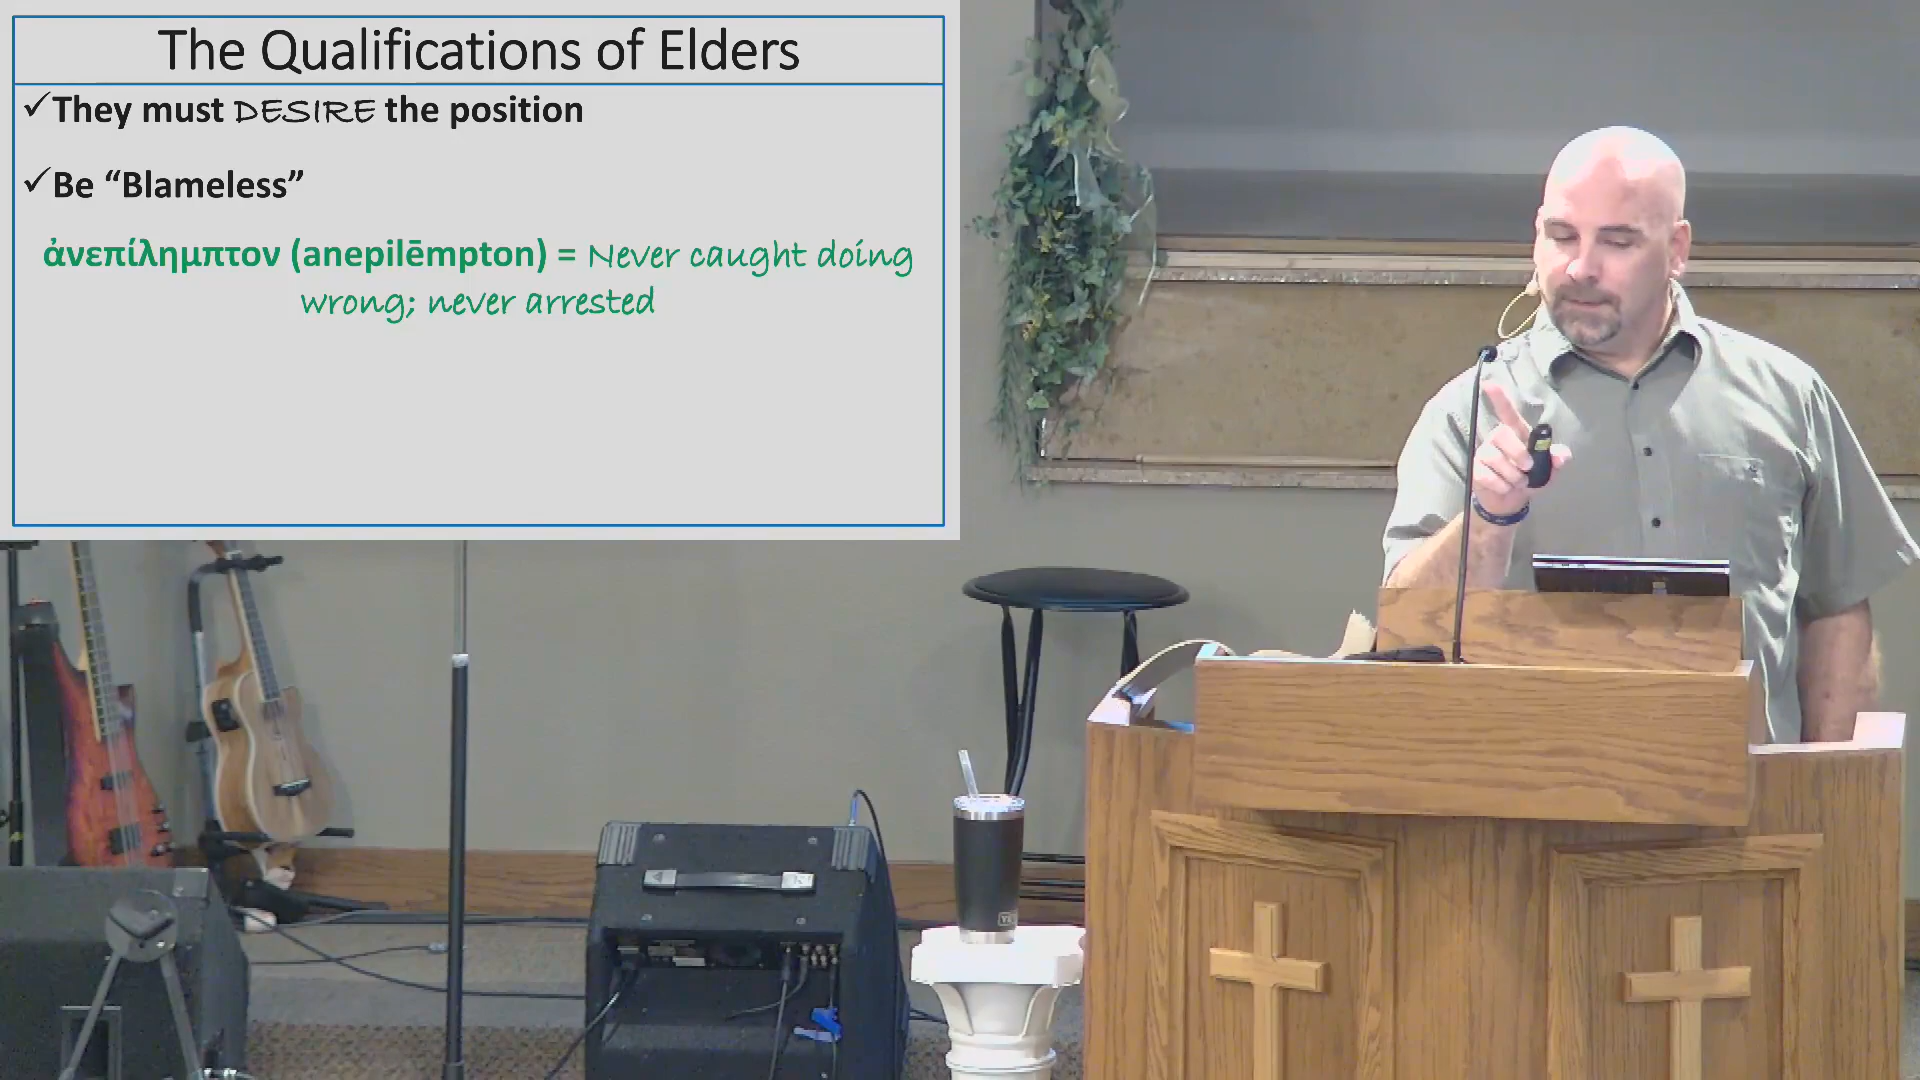 The Qualifications of Elders
✓They must DESIRE the position
✓Be “Blameless”
ἀνεπίλημπτον (anepilēmpton) = Never caught doing
wrong; never arrested